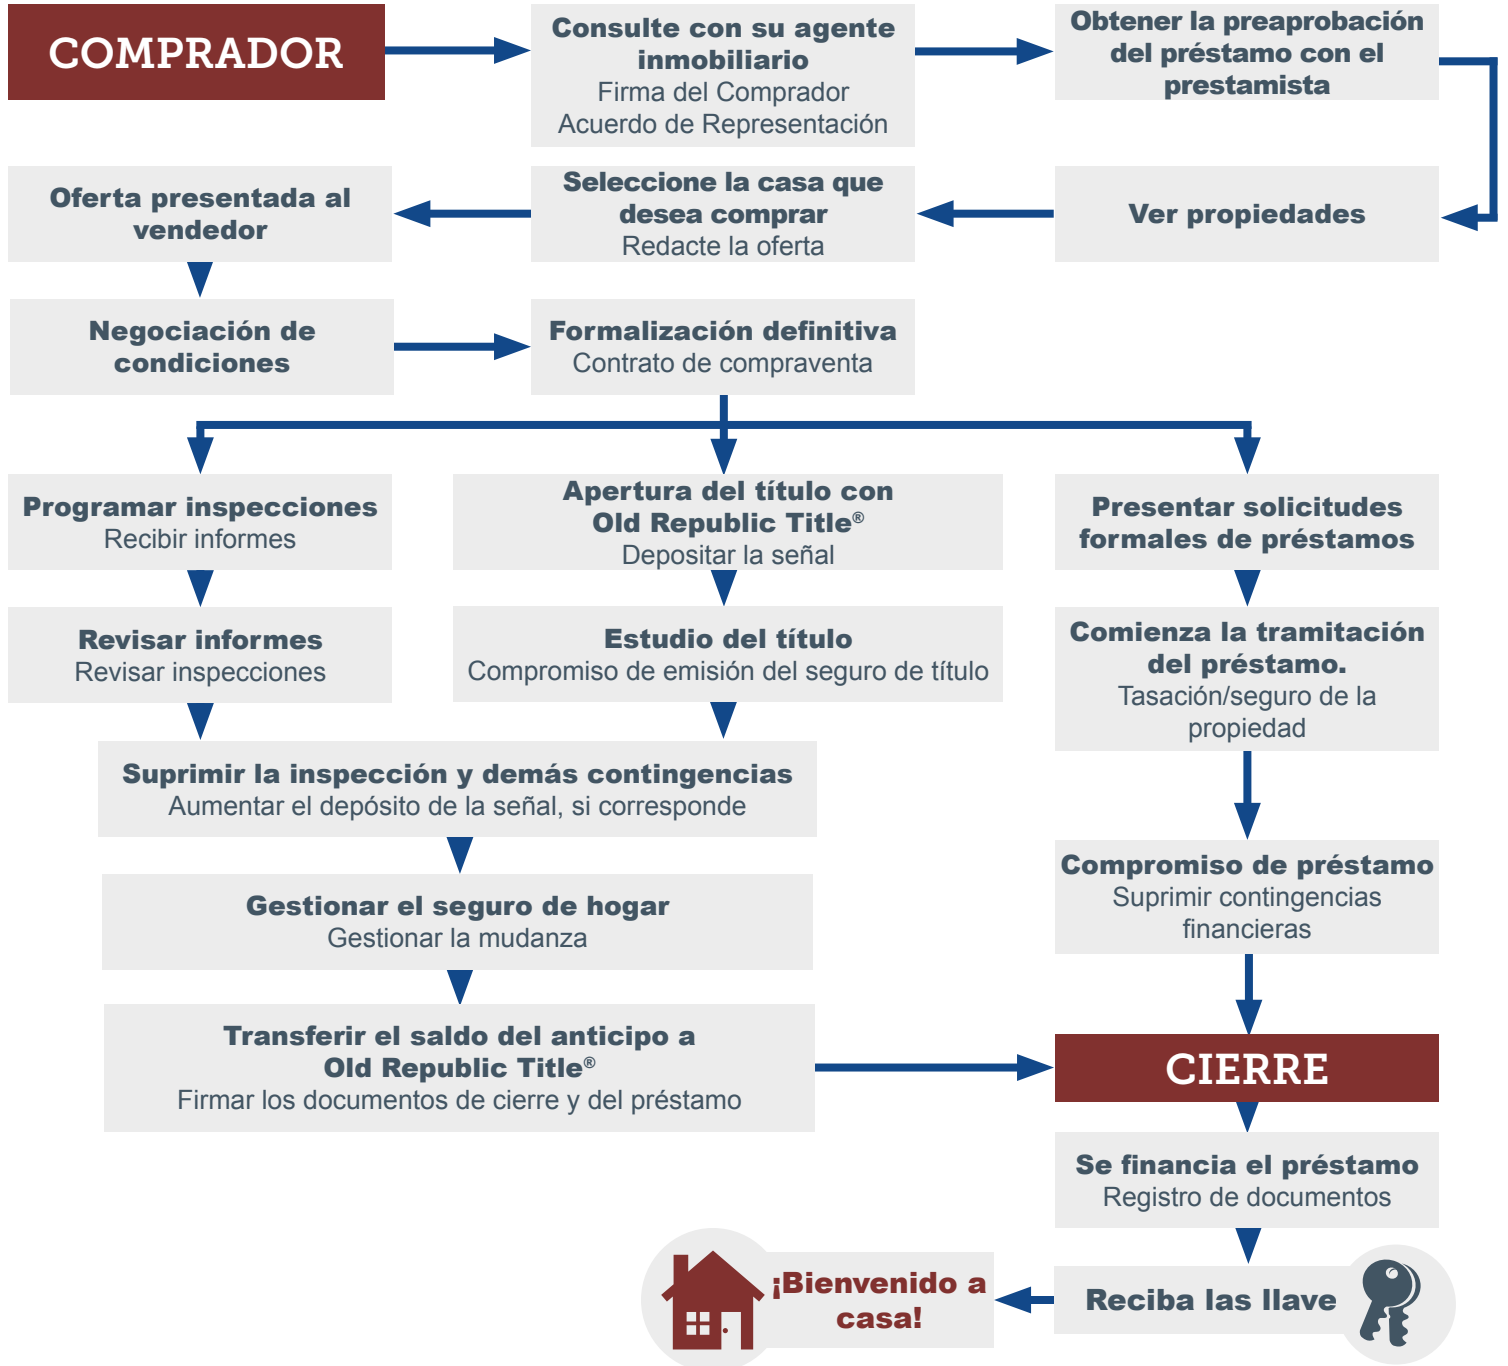 COMPRADOR
Consulte con su agente
inmobiliario
Firma del Comprador
Acuerdo de Representación
Obtener la preaprobación
del préstamo con el
prestamista
Ver propiedades
Seleccione la casa que
desea comprar
Redacte la oferta
Oferta presentada al
vendedor
Negociación de
condiciones
Formalización definitiva
Contrato de compraventa
Programar inspecciones
Recibir informes
Apertura del título con
Old Republic Title®
Depositar la señal
Presentar solicitudes
formales de préstamos
Revisar informes
Revisar inspecciones
Estudio del título
Compromiso de emisión del seguro de título
Comienza la tramitación
del préstamo.
Tasación/seguro de la
propiedad
Suprimir la inspección y demás contingencias
Aumentar el depósito de la señal, si corresponde
Compromiso de préstamo
Suprimir contingencias
financieras
Gestionar el seguro de hogar
Gestionar la mudanza
Transferir el saldo del anticipo a
Old Republic Title®
Firmar los documentos de cierre y del préstamo
CIERRE
Se financia el préstamo
Registro de documentos
Reciba las llave
¡Bienvenido a
casa!